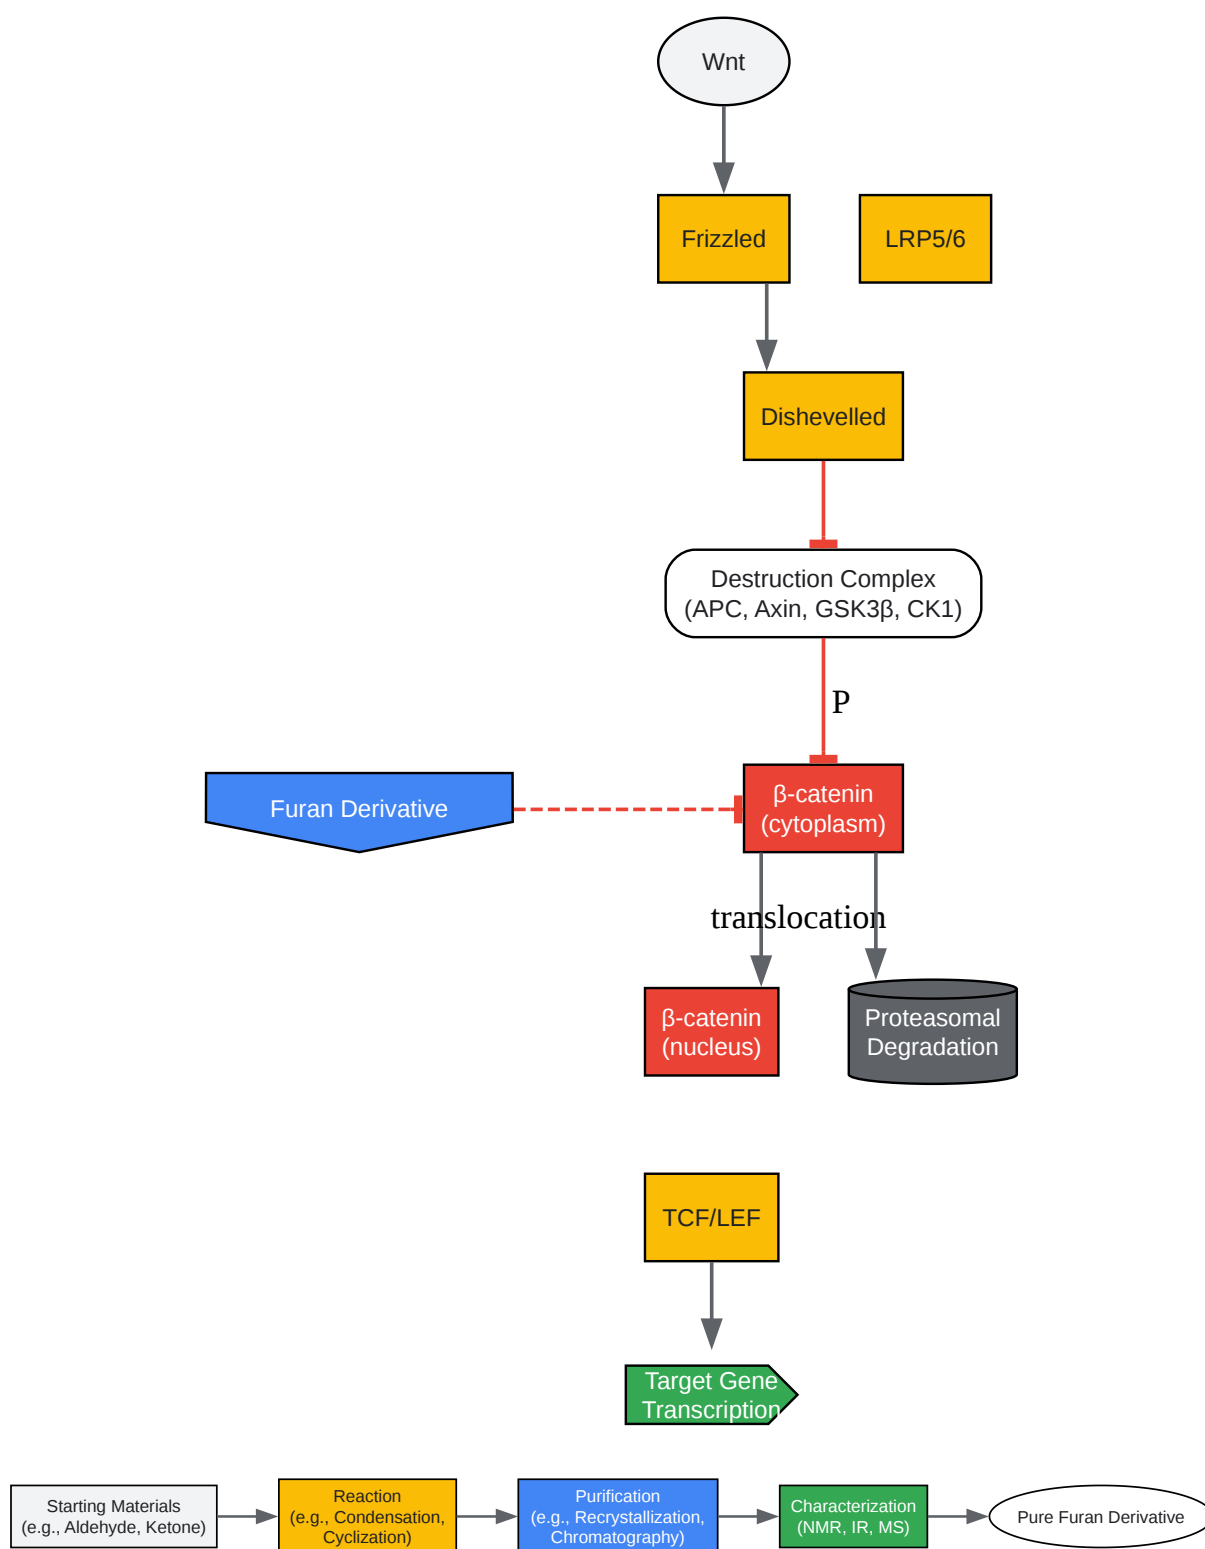 Wnt
Frizzled
LRP5/6
Dishevelled
Destruction Complex
(APC, Axin, GSK3β, CK1)
P
Furan Derivative
β-catenin
(cytoplasm)
translocation
β-catenin
(nucleus)
Proteasomal
Degradation
TCF/LEF
Target Gene
Transcription
Starting Materials
(e.g., Aldehyde, Ketone)
Reaction
(e.g., Condensation,
Cyclization)
Purification
(e.g., Recrystallization,
Chromatography)
Characterization
(NMR, IR, MS)
Pure Furan Derivative